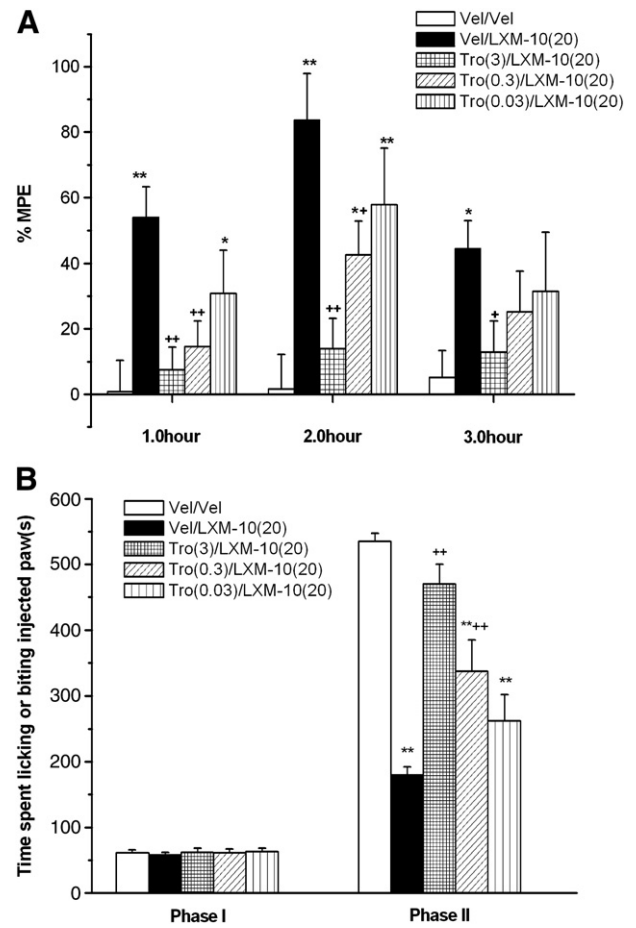 A
Vel/Vel
Vel/LXM-10(20)
Tro(3)/LXM-10(20)
Tro(0.3)/LXM-10(20)
Tro(0.03)/LXM-10(20)
% MPE
100
80
60
40
20
0
**
++
++
*
**
++
*+
**
*
+
1.0hour 2.0hour 3.0hour
B
Vel/Vel
Vel/LXM-10(20)
Tro(3)/LXM-10(20)
Tro(0.3)/LXM-10(20)
Tro(0.03)/LXM-10(20)
Time spent licking or biting injected paw(s)
600
500
400
300
200
100
0
**
++
**++
**
Phase I Phase II